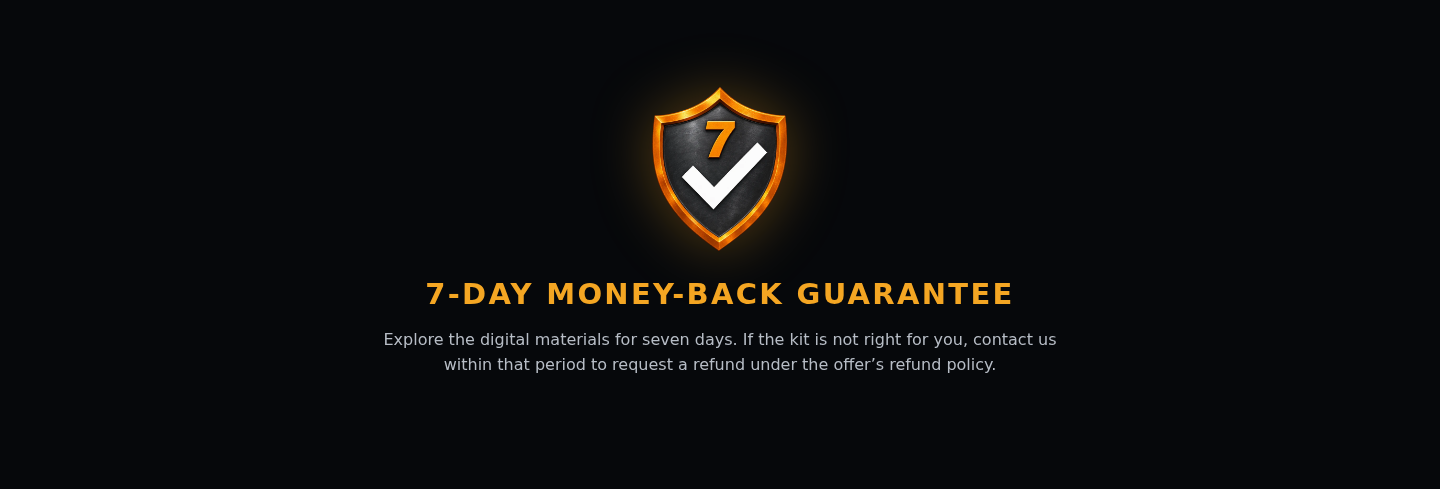 7
7-DAY MONEY-BACK GUARANTEE
Explore the digital materials for seven days. If the kit is not right for you, contact us
within that period to request a refund under the offer’s refund policy.